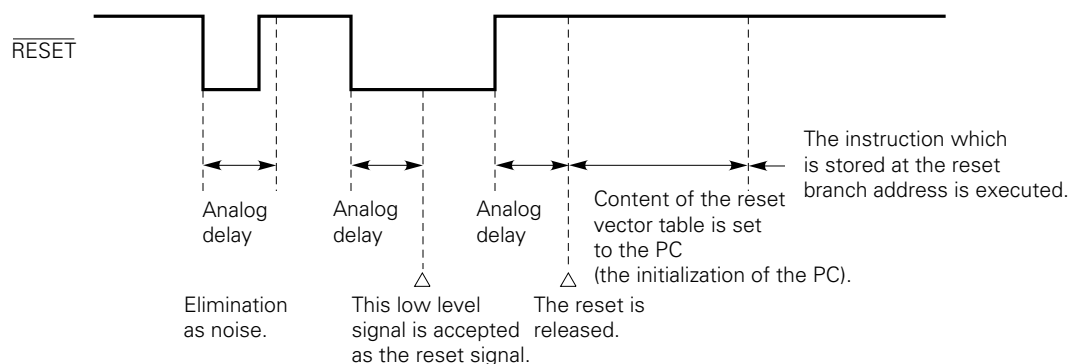 RESET
The instruction which
is stored at the reset
branch address is executed.
Analog
delay
Analog
delay
Analog
delay
Content of the reset
vector table is set
to the PC
(the initialization of the PC).
Elimination
as noise.
This low level
signal is accepted
as the reset signal.
The reset is
released.